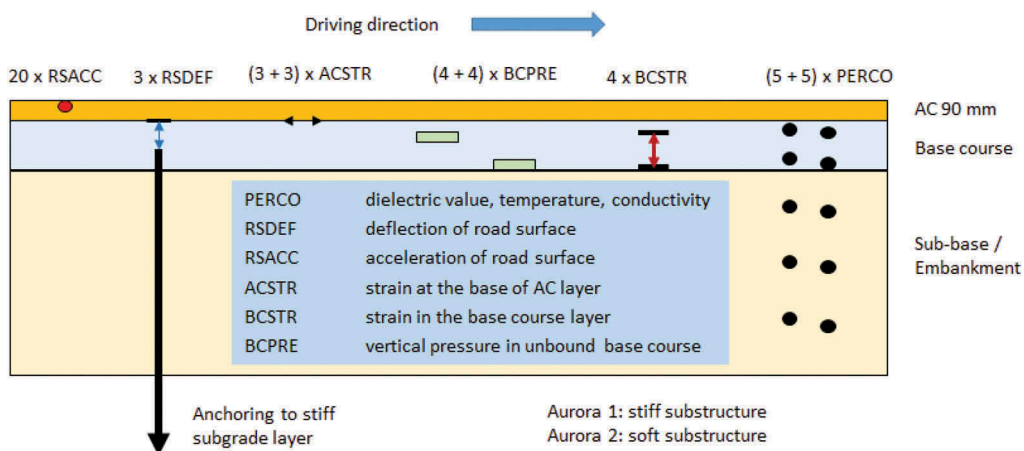 Driving direction
20 x RSACC
3 x RSDEF
(3 + 3) x ACSTR
(4 + 4) x BCPRE
4 x BCSTR
(5 + 5) x PERCO
AC 90 mm
Base course
PERCO dielectric value, temperature, conductivity
RSDEF deflection of road surface
RSACC acceleration of road surface
ACSTR strain at the base of AC layer
BCSTR strain in the base course layer
BCPRE vertical pressure in unbound base course
Sub-base /
Embankment
Anchoring to stiff
subgrade layer
Aurora 1: stiff substructure
Aurora 2: soft substructure